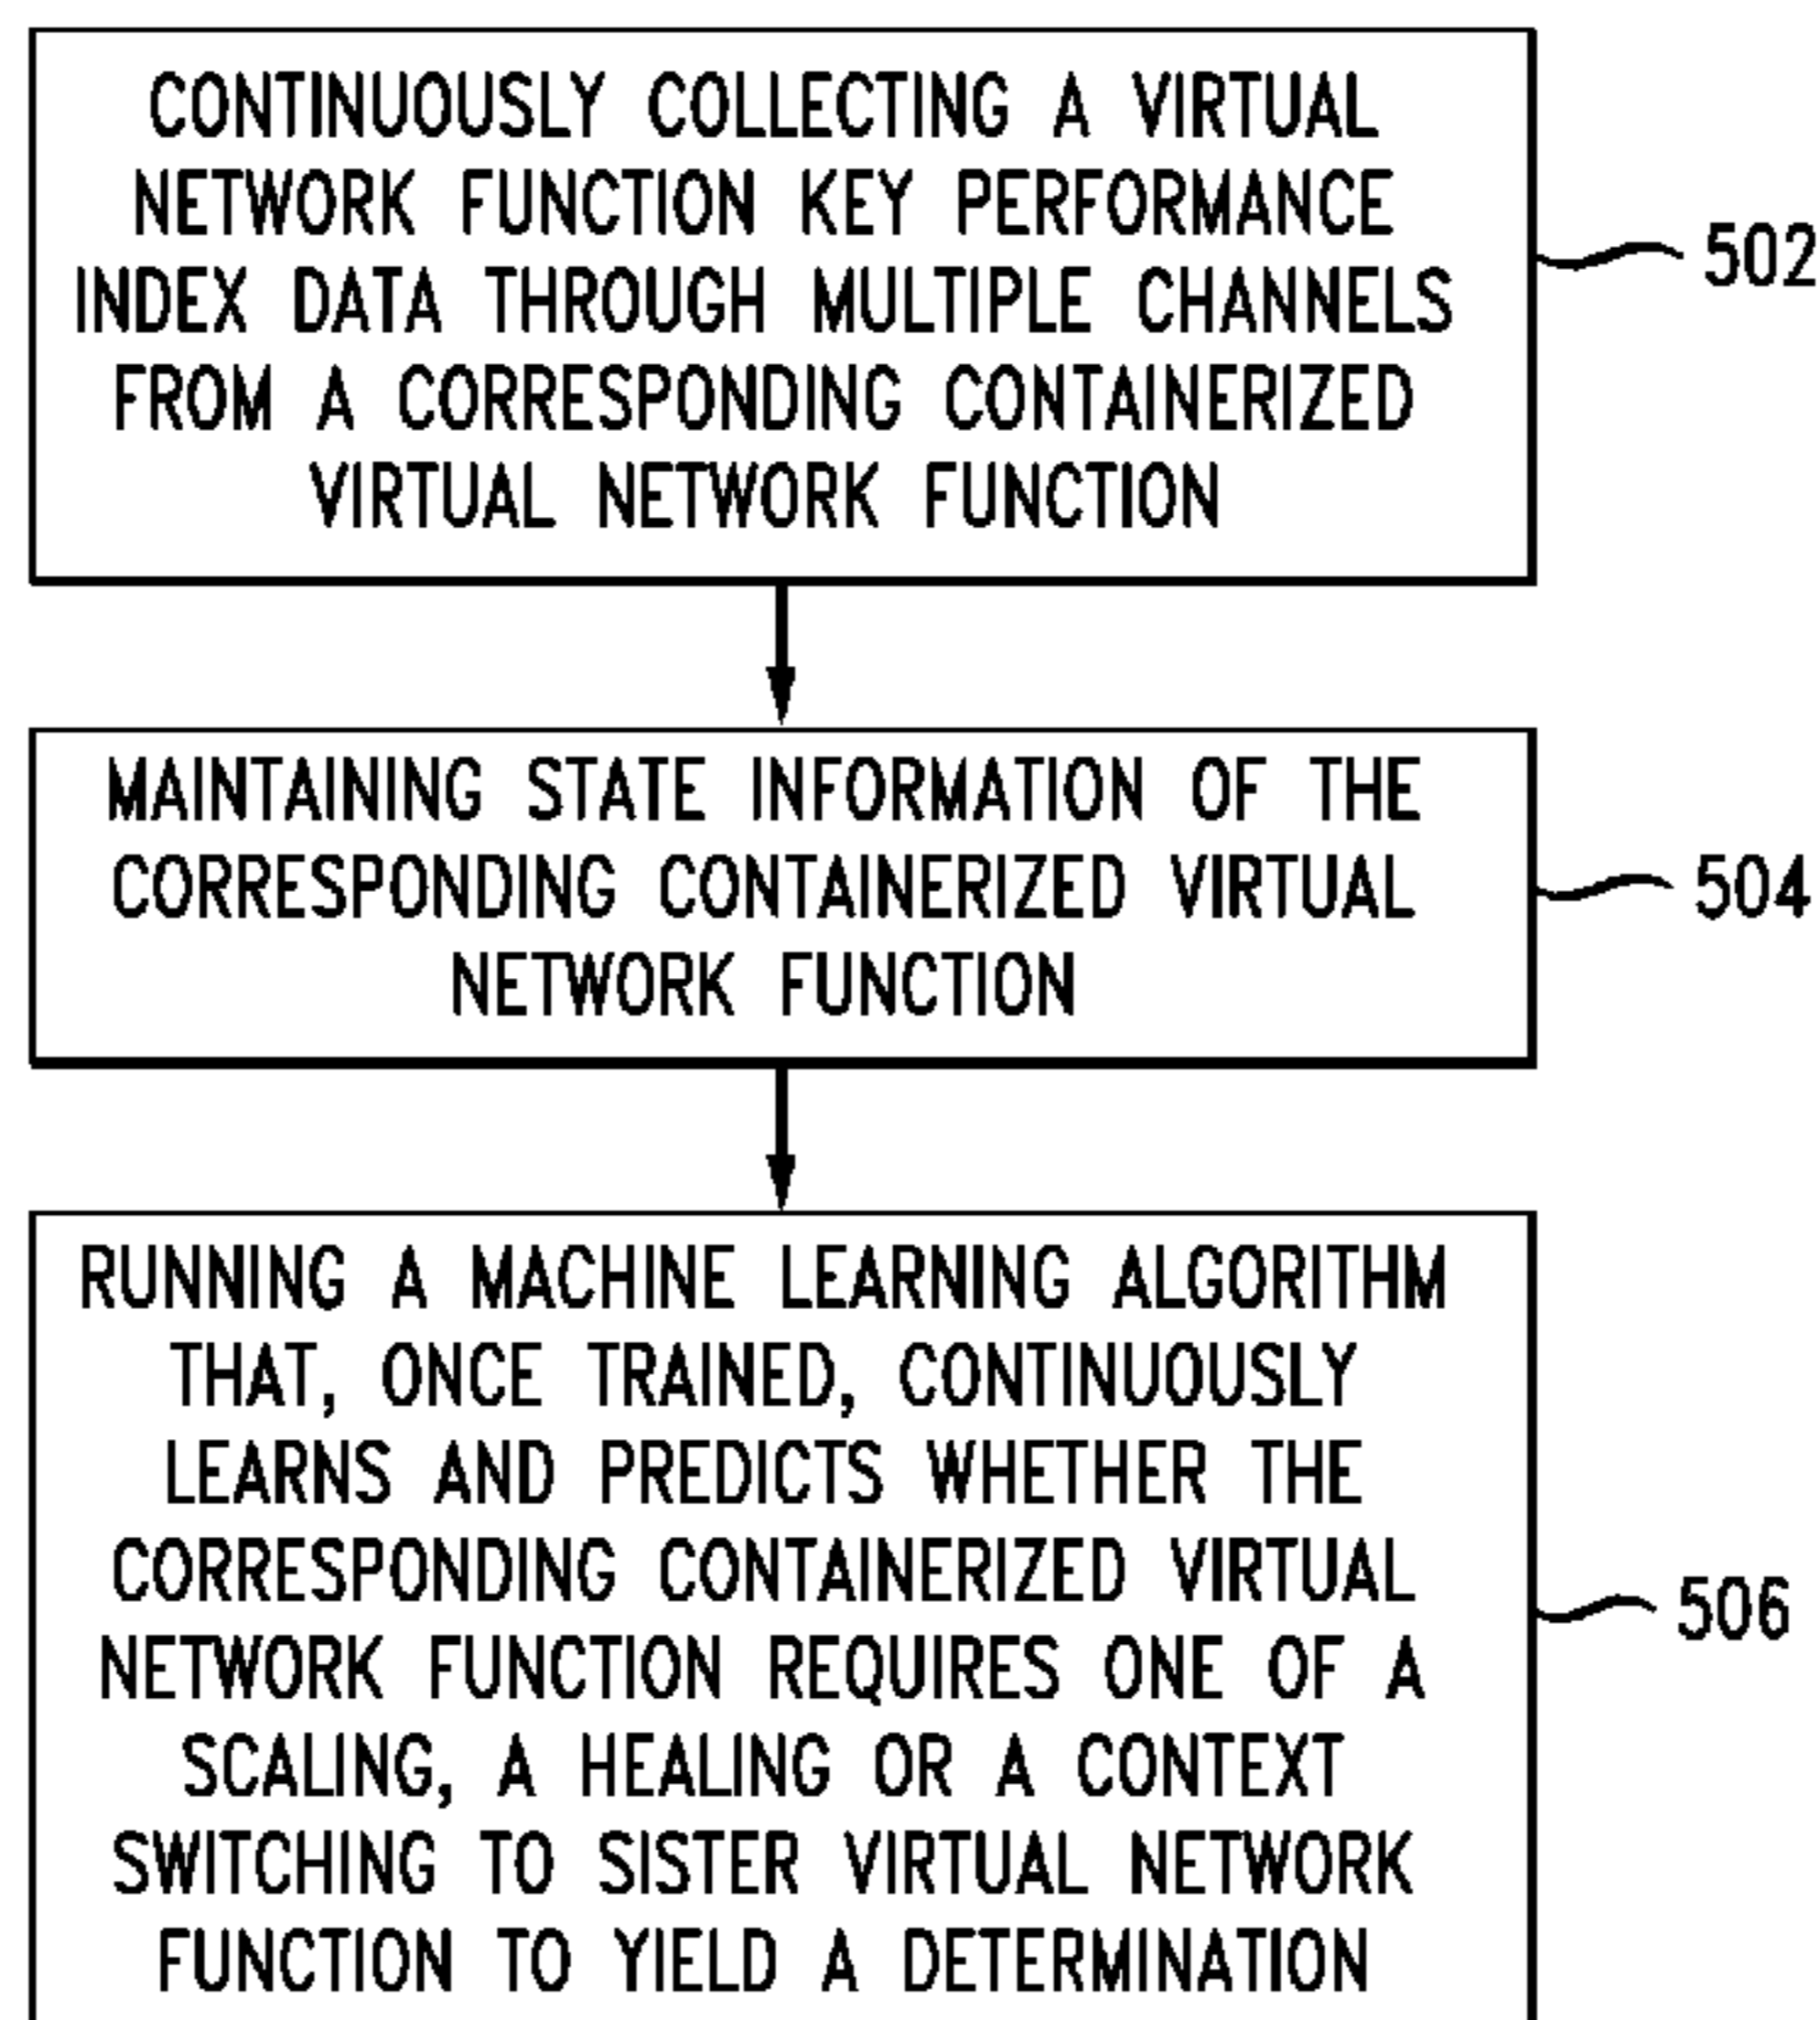 CONTINUOUSLY COLLECTING A VIRTUAL
NETWORK FUNCTION KEY PERFORMANCE
INDEX DATA THROUGH MULTIPLE CHANNELS
FROM A CORRESPONDING CONTAINERIZED
VIRTUAL NETWORK FUNCTION
502
MAINTAINING STATE INFORMATION OF THE
CORRESPONDING CONTAINERIZED VIRTUAL
NETWORK FUNCTION
504
RUNNING A MACHINE LEARNING ALGORITHM
THAT, ONCE TRAINED, CONTINUOUSLY
LEARNS AND PREDICTS WHETHER THE
CORRESPONDING CONTAINERIZED VIRTUAL
NETWORK FUNCTION REQUIRES ONE OF A
SCALING, A HEALING OR A CONTEXT
SWITCHING TO SISTER VIRTUAL NETWORK
FUNCTION TO YIELD A DETERMINATION
506